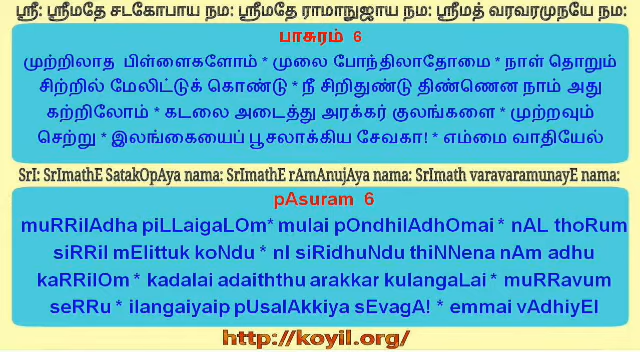 ஸ்ரீ: ஸ்ரீமதே சடகோபாய நம: ஸ்ரீமதே ராமாநுஜாய நம: ஸ்ரீமத் வரவரமுநயே நம:
பாசுரம் 6
முற்றிலாத பிள்ளைகளோம் * முலை போந்திலாதோமை * நாள் தொறும்
சிற்றில் மேலிட்டுக் கொண்டு * நீ சிறிதுண்டு திண்ணென நாம் அது
கற்றிலோம் * கடலை அடைத்து அரக்கர் குலங்களை * முற்றவும்
செற்று * இலங்கையைப் பூசலாக்கிய சேவகா! * எம்மை வாதியேல்
SrI: SrImathE SatakOpAya nama: SrImathE rAmAnujAya nama: SrImath varavaramunayE nama:
pAsuram 6
muRRilAdha piLLaigaLOm* mulai pOndhilAdhOmai * nAL thoRum
siRRil mElittuk koNdu * nI siRidhuNdu thiNNena nAm adhu
kaRRilOm * kadalai adaiththu arakkar kulangaLai * muRRavum
seRRu * ilangaiyaip pUsalAkkiya sEvagA! * emmai vAdhiyEl
http://koyil.org/